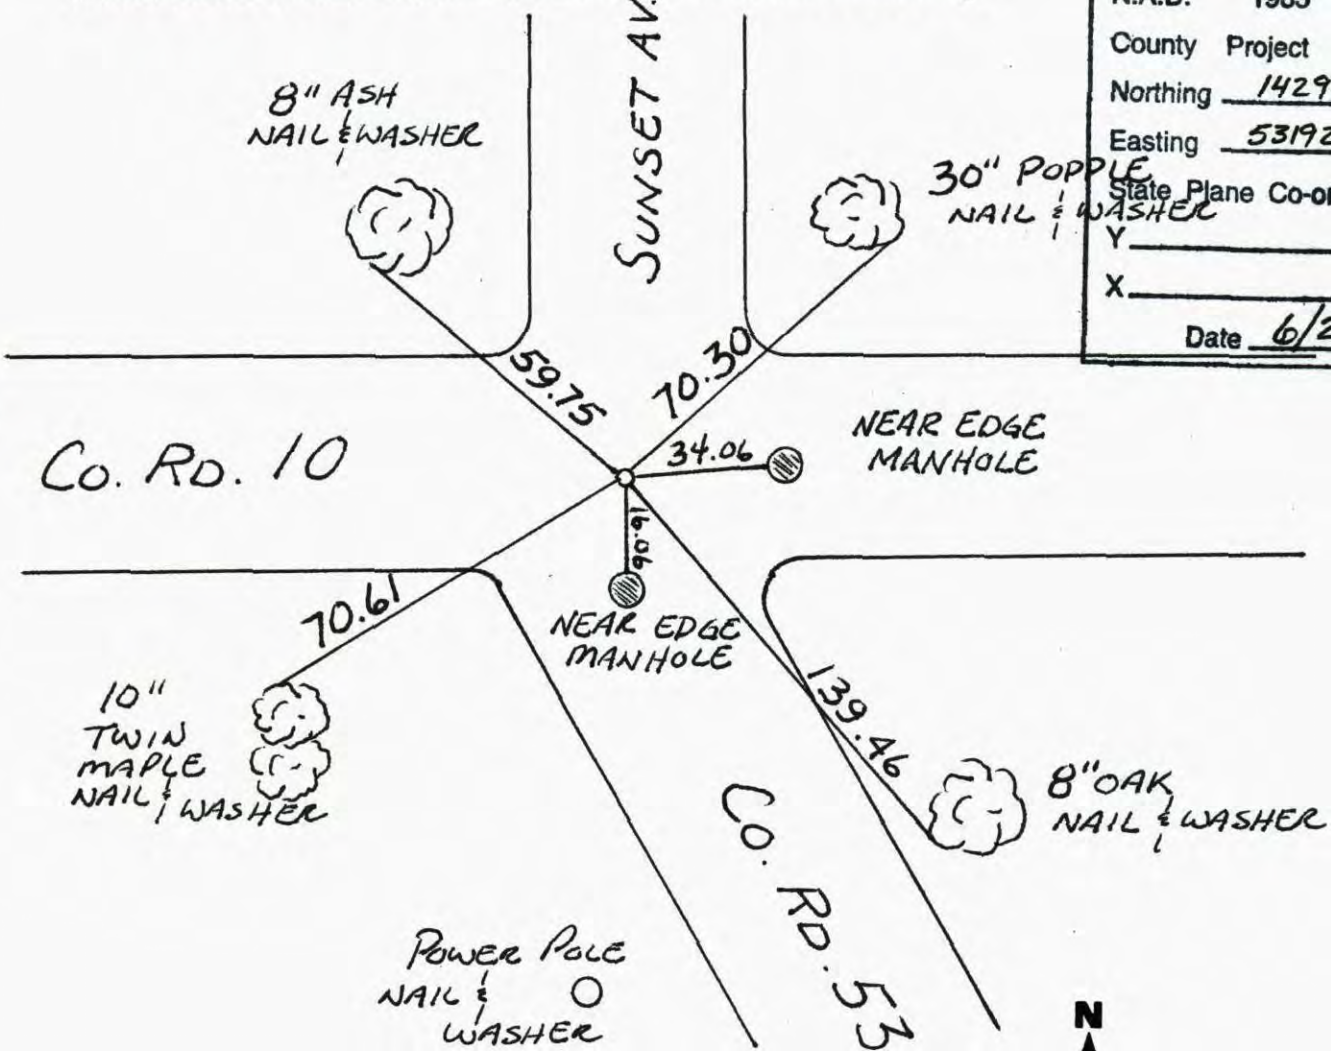 N.A.D. 1983
County Project
Northing 1429
Easting 53192
State Plane Co-or
Y
X
Date 6/2
SUNSET AV.
8" ASH
NAIL & WASHER
30" POPPLE
NAIL & WASHER
59.75
70.30
Co. RD. 10
34.06
NEAR EDGE
MANHOLE
19.06
NEAR EDGE
MANHOLE
70.61
10"
TWIN
MAPLE
NAIL & WASHER
139.46
8" OAK
NAIL & WASHER
CO. RD. 53
POWER POLE
NAIL &
WASHER
N